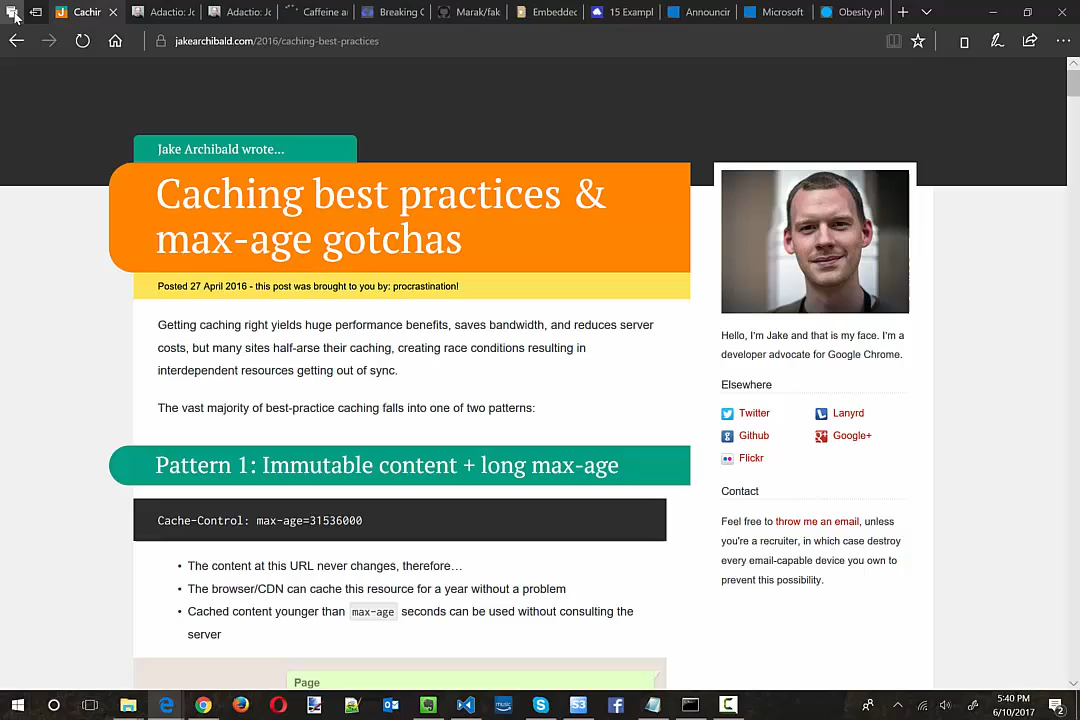 Cachir
Adactio: Jo
Adactio: Jo
Caffeine an
Breaking C
Marak/fake
Embedded
15 Exampl
Announcin
Microsoft
Obesity pl
jakearchibald.com/2016/caching-best-practices
Jake Archibald wrote...
Caching best practices &
max-age gotchas
Posted 27 April 2016 - this post was brought to you by: procrastination!
Getting caching right yields huge performance benefits, saves bandwidth, and reduces server
costs, but many sites half-arse their caching, creating race conditions resulting in
interdependent resources getting out of sync.
The vast majority of best-practice caching falls into one of two patterns:
Pattern 1: Immutable content + long max-age
Cache-Control: max-age=31536000
• The content at this URL never changes, therefore…
• The browser/CDN can cache this resource for a year without a problem
• Cached content younger than max-age seconds can be used without consulting the
server
Page
Hello, I'm Jake and that is my face. I'm a
developer advocate for Google Chrome.
Elsewhere
Twitter
Lanyrd
Github
Google+
Flickr
Contact
Feel free to throw me an email, unless
you're a recruiter, in which case destroy
every email-capable device you own to
prevent this possibility.
5:40 PM
6/10/2017